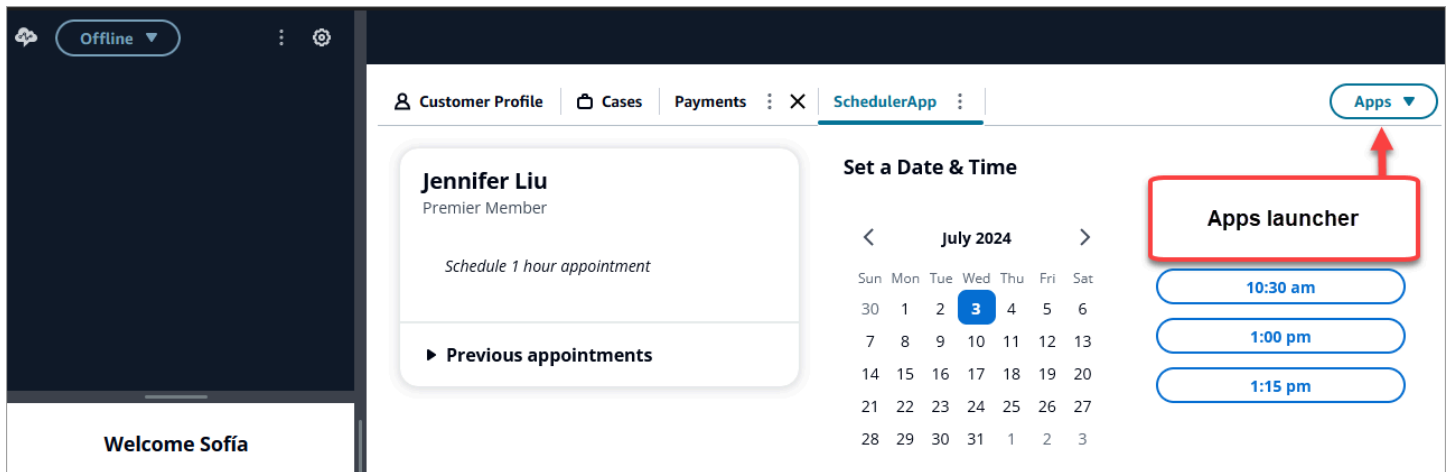 Offline
Customer Profile
Cases
Payments
SchedulerApp
Apps
Jennifer Liu
Premier Member
Schedule 1 hour appointment
Previous appointments
Set a Date & Time
July 2024
Sun Mon Tue Wed Thu Fri Sat
30 1 2 3 4 5 6
7 8 9 10 11 12 13
14 15 16 17 18 19 20
21 22 23 24 25 26 27
28 29 30 31 1 2 3
Apps launcher
10:30 am
1:00 pm
1:15 pm
Welcome Sofía